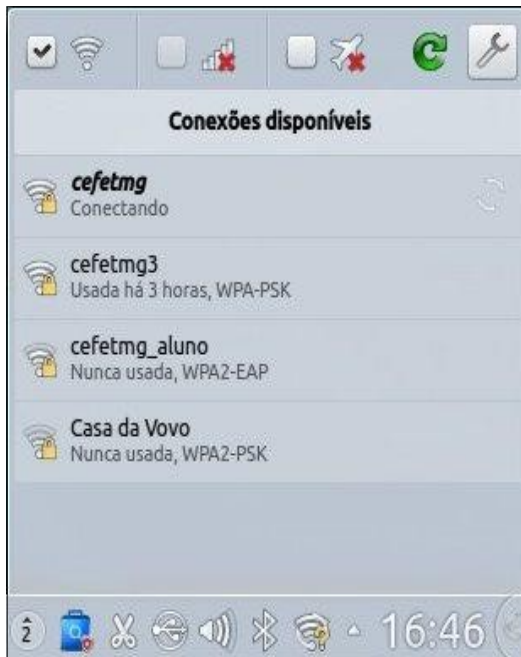 Conexões disponíveis
cefetmg
Conectando
cefetmg3
Usada há 3 horas, WPA-PSK
cefetmg_aluno
Nunca usada, WPA2-EAP
Casa da Vovo
Nunca usada, WPA2-PSK
2
16:46